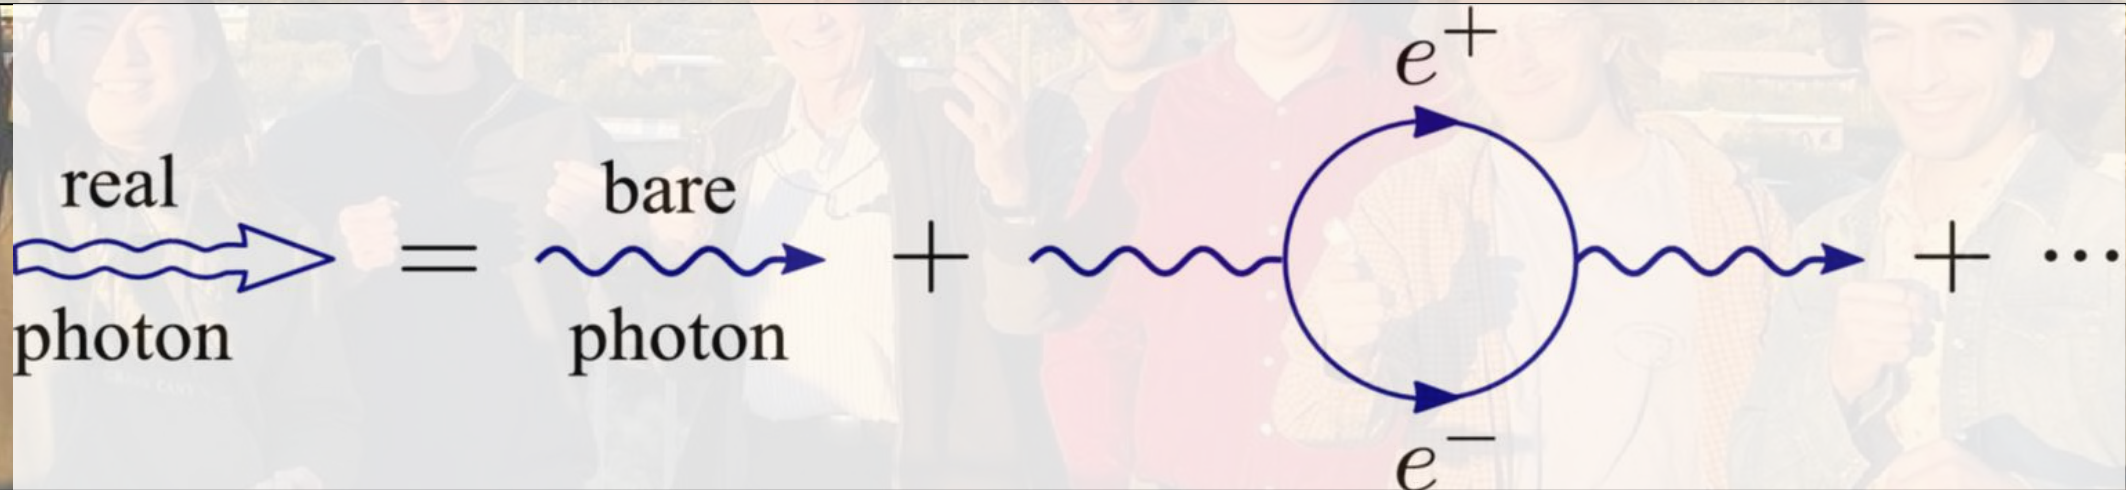 real
photon
=
bare
photon
+
e⁺
e⁻
+ ···